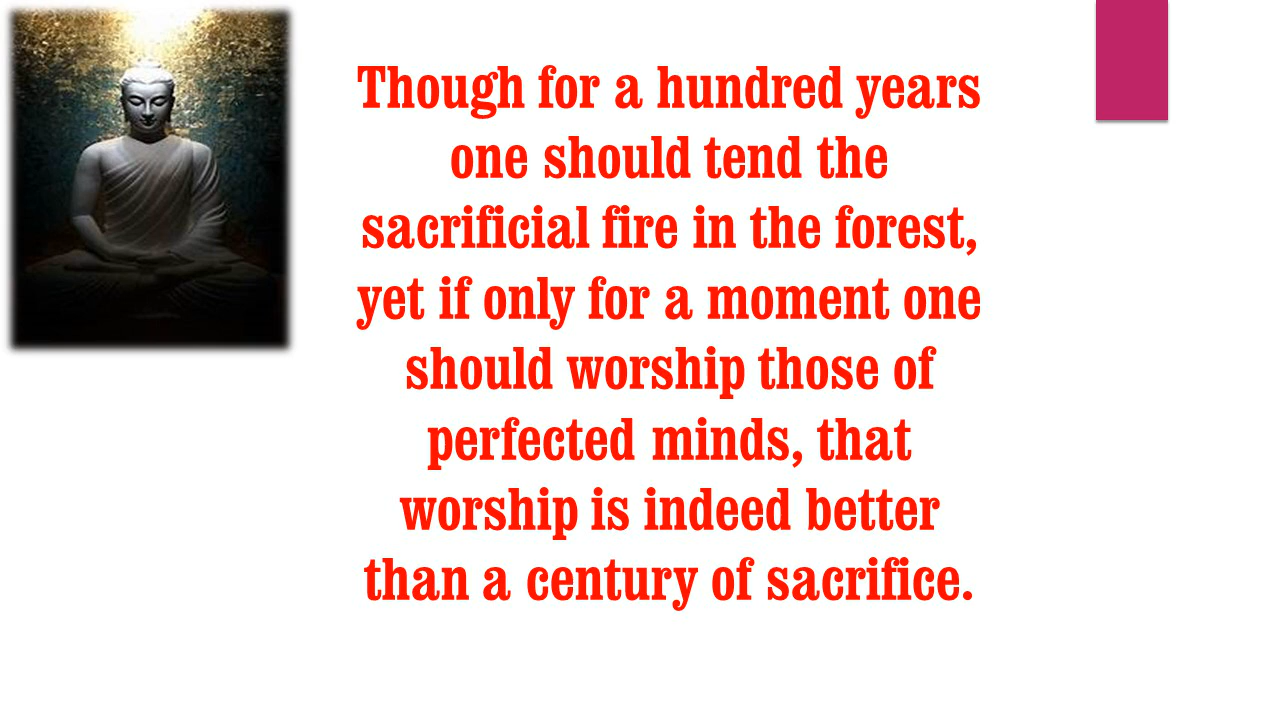 Though for a hundred years
one should tend the
sacrificial fire in the forest,
yet if only for a moment one
should worship those of
perfected minds, that
worship is indeed better
than a century of sacrifice.